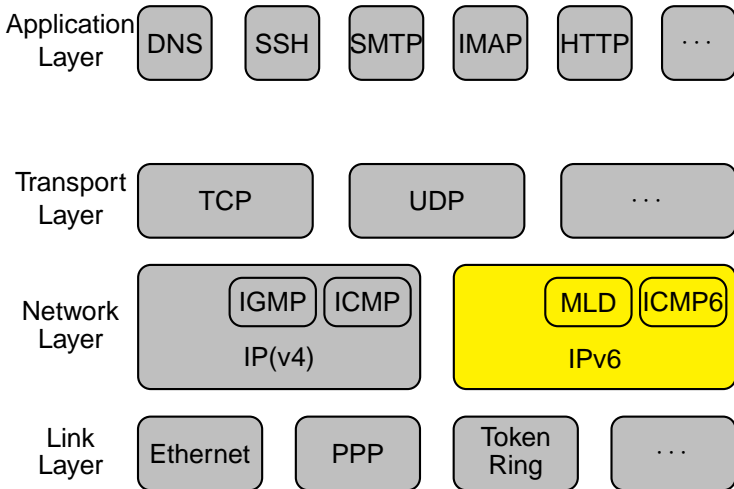 Application
Layer
DNS SSH SMTP IMAP HTTP ···
Transport
Layer
TCP UDP ···
Network
Layer
IGMP ICMP MLD ICMP6
IP(v4) IPv6
Link
Layer
Ethernet PPP Token
Ring ···